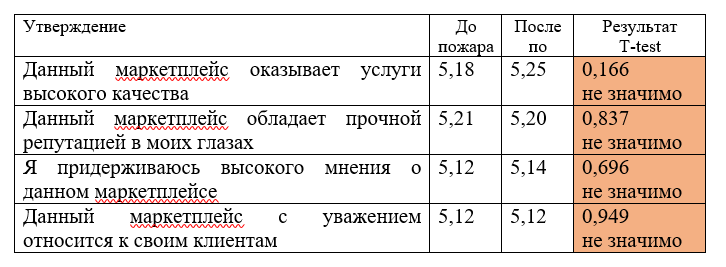 Утверждение До После Результат
пожара по T-test
Данный маркетплейс оказывает услуги 5,18 5,25 0,166
высокого качества не значимо
Данный маркетплейс обладает прочной 5,21 5,20 0,837
репутацией в моих глазах не значимо
Я придерживаюсь высокого мнения о 5,12 5,14 0,696
данном маркетплейсе не значимо
Данный маркетплейс с уважением 5,12 5,12 0,949
относится к своим клиентам не значимо